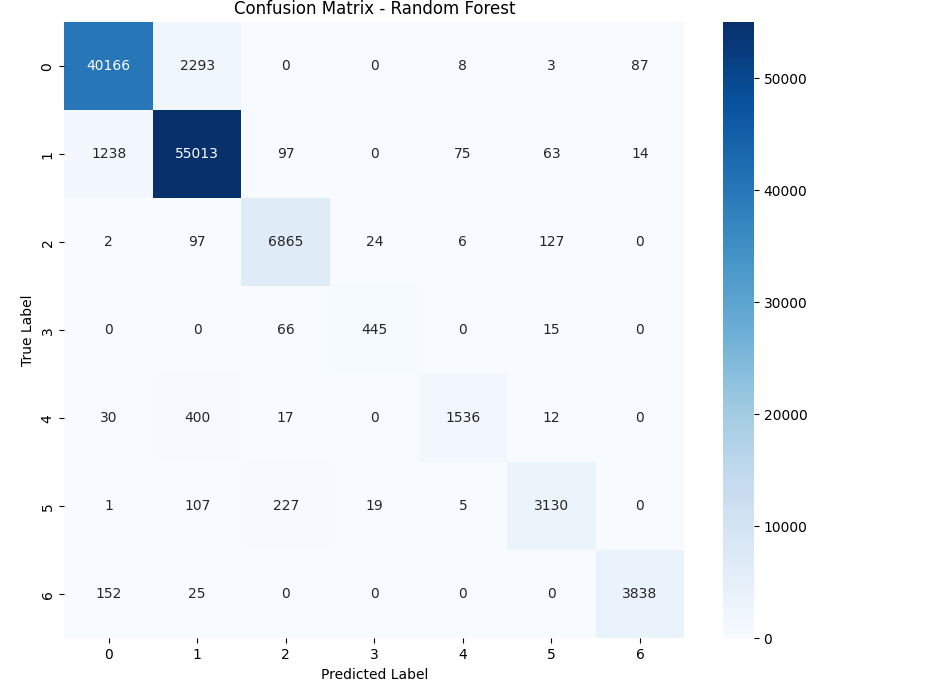 Confusion Matrix - Random Forest
0 40166 2293 0 0 8 3 87
1 1238 55013 97 0 75 63 14
2 2 97 6865 24 6 127 0
3 0 0 66 445 0 15 0
4 30 400 17 0 1536 12 0
5 1 107 227 19 5 3130 0
6 152 25 0 0 0 0 3838
0 1 2 3 4 5 6
Predicted Label
True Label
50000
40000
30000
20000
10000
0